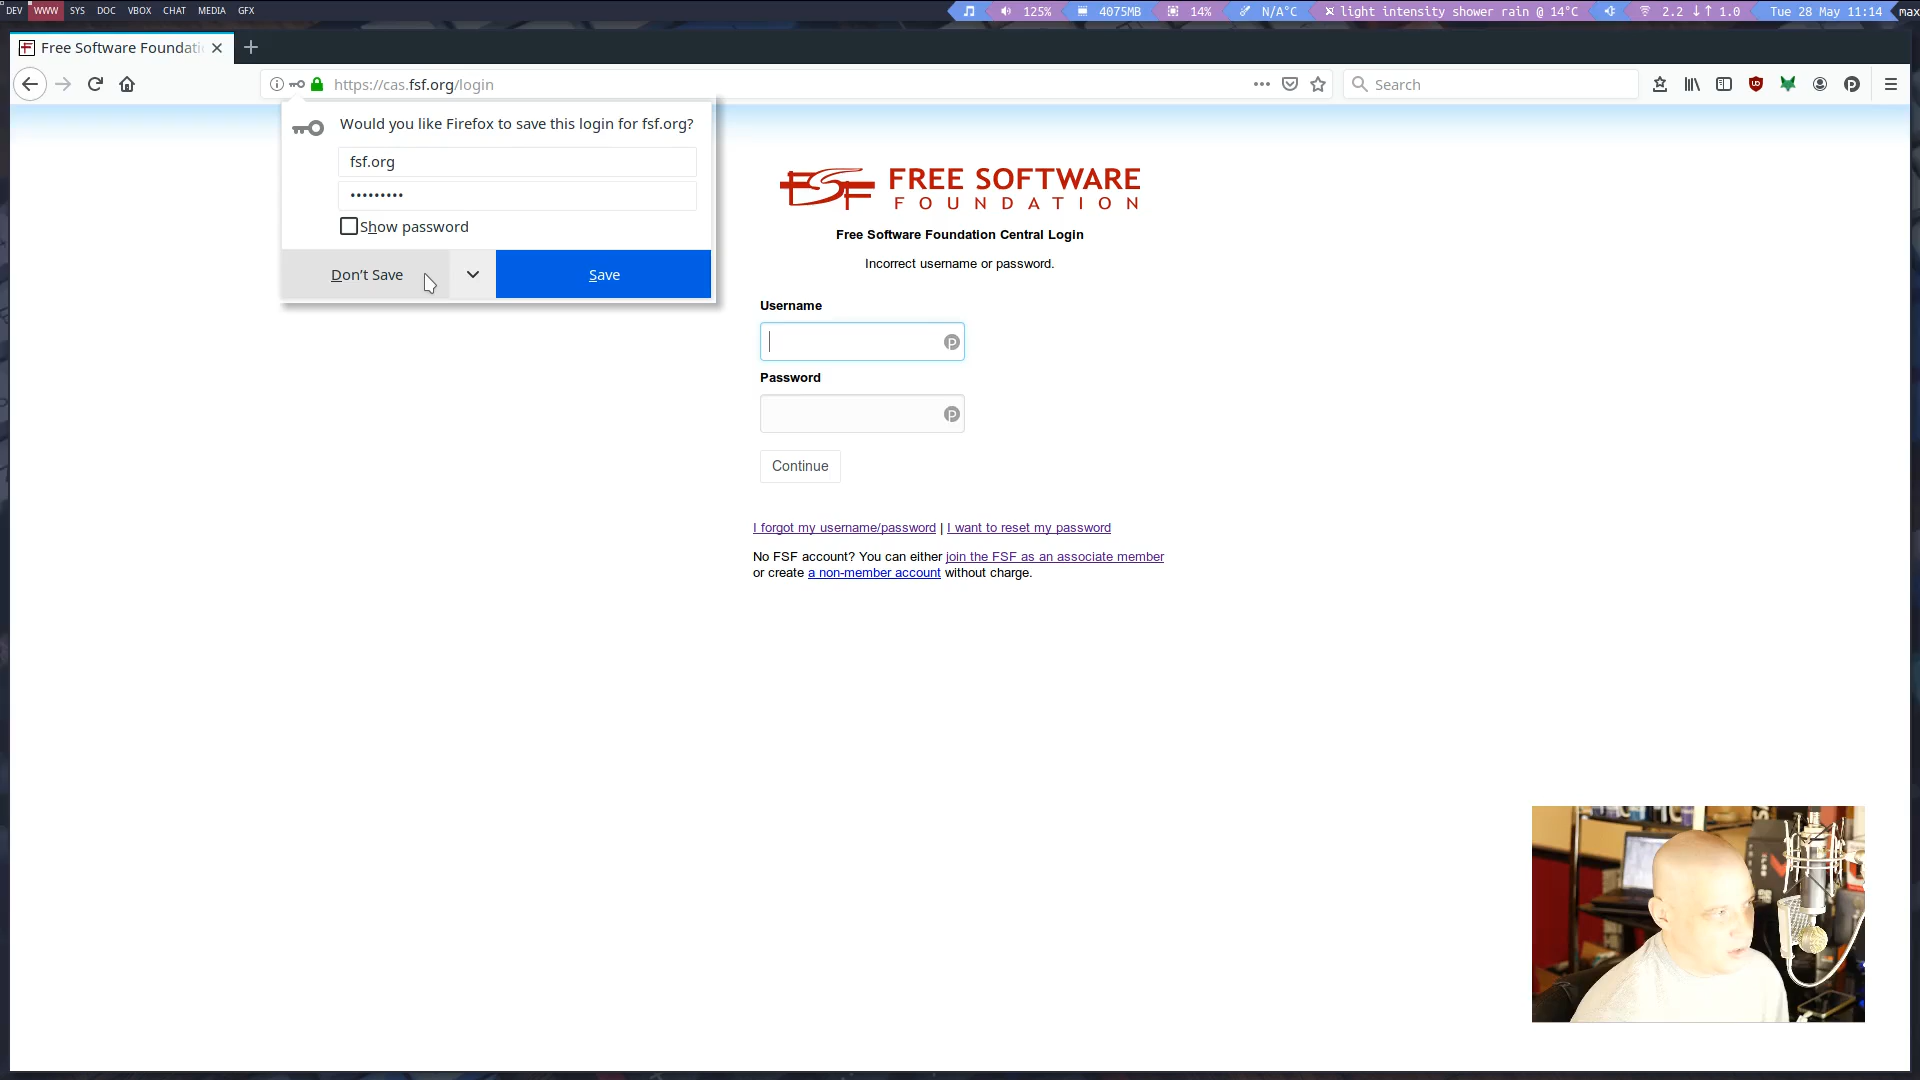 DEV WWW SYS DOC VBOX CHAT MEDIA GFX
125% 4075MB 14% N/A°C light intensity shower rain @ 14°C 2.2 ↓↑ 1.0 Tue 28 May 11:14 max
Free Software Foundati
https://cas.fsf.org/login
Search
Would you like Firefox to save this login for fsf.org?
fsf.org
•••••••••
Show password
Don't Save
Save
FREE SOFTWARE
FOUNDATION
Free Software Foundation Central Login
Incorrect username or password.
Username
Password
Continue
I forgot my username/password | I want to reset my password
No FSF account? You can either join the FSF as an associate member
or create a non-member account without charge.